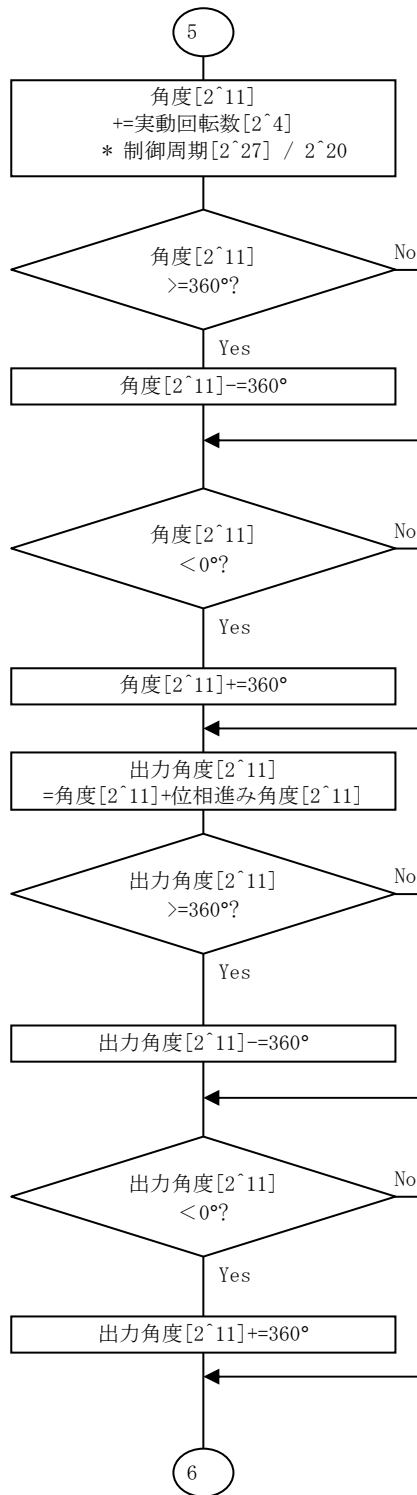 5
角度[2^11]
+=実動回転数[2^4]
* 制御周期[2^27] / 2^20
角度[2^11]
>=360°?
No
Yes
角度[2^11]-=360°
角度[2^11]
<0°?
No
Yes
角度[2^11]+=360°
出力角度[2^11]
=角度[2^11]+位相進み角度[2^11]
出力角度[2^11]
>=360°?
No
Yes
出力角度[2^11]-=360°
出力角度[2^11]
<0°?
No
Yes
出力角度[2^11]+=360°
6